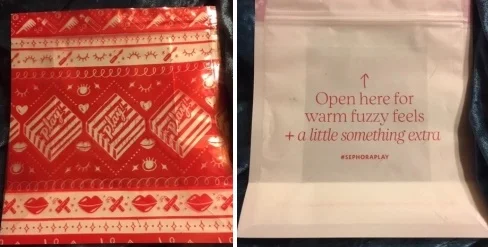 Play!
Play!
Play!
↑
Open here for
warm fuzzy feels
+ a little something extra
#SEPHORAPLAY